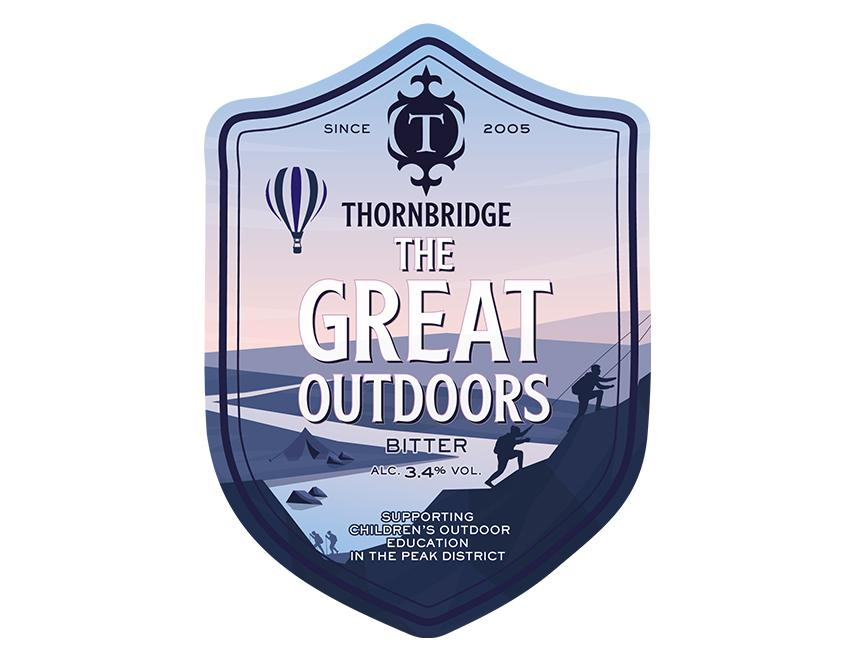 SINCE T 2005
THORNBRIDGE
THE
GREAT
OUTDOORS
BITTER
ALC. 3.4% VOL.
SUPPORTING
CHILDREN'S OUTDOOR
EDUCATION
IN THE PEAK DISTRICT